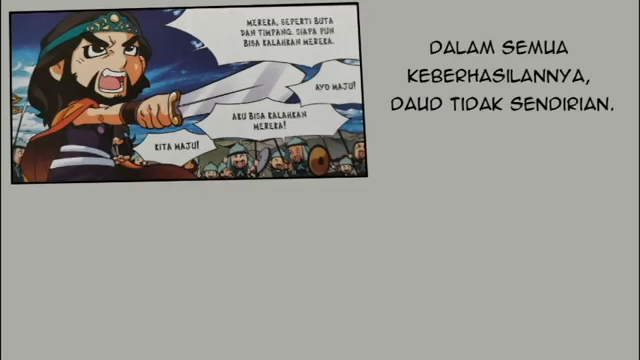 MEREKA, SEPERTI BUTA
DAN TIMPANG. SIAPA PUN
BISA KALAHKAN MEREKA.
AYO MAJU!
AKU BISA KALAHKAN
MEREKA!
KITA MAJU!
DALAM SEMUA
KEBERHASILANNYA,
DAUD TIDAK SENDIRIAN.